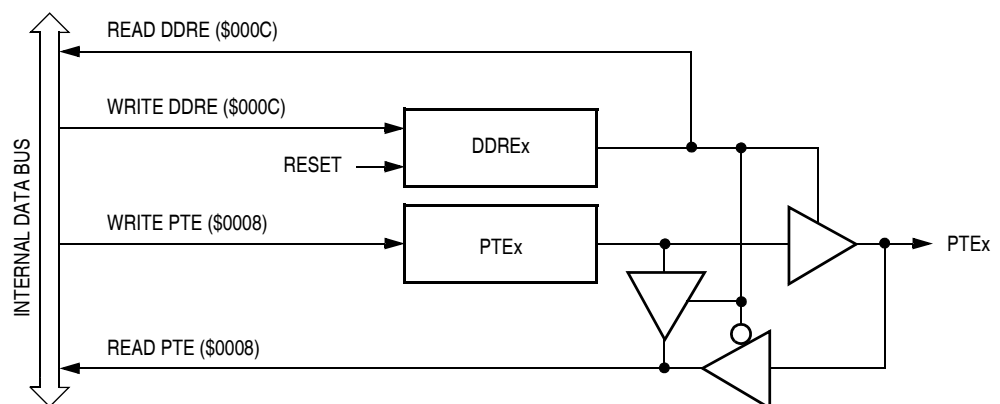 READ DDRE ($000C)
WRITE DDRE ($000C)
DDREx
RESET
INTERNAL DATA BUS
WRITE PTE ($0008)
PTEx
PTEx
READ PTE ($0008)